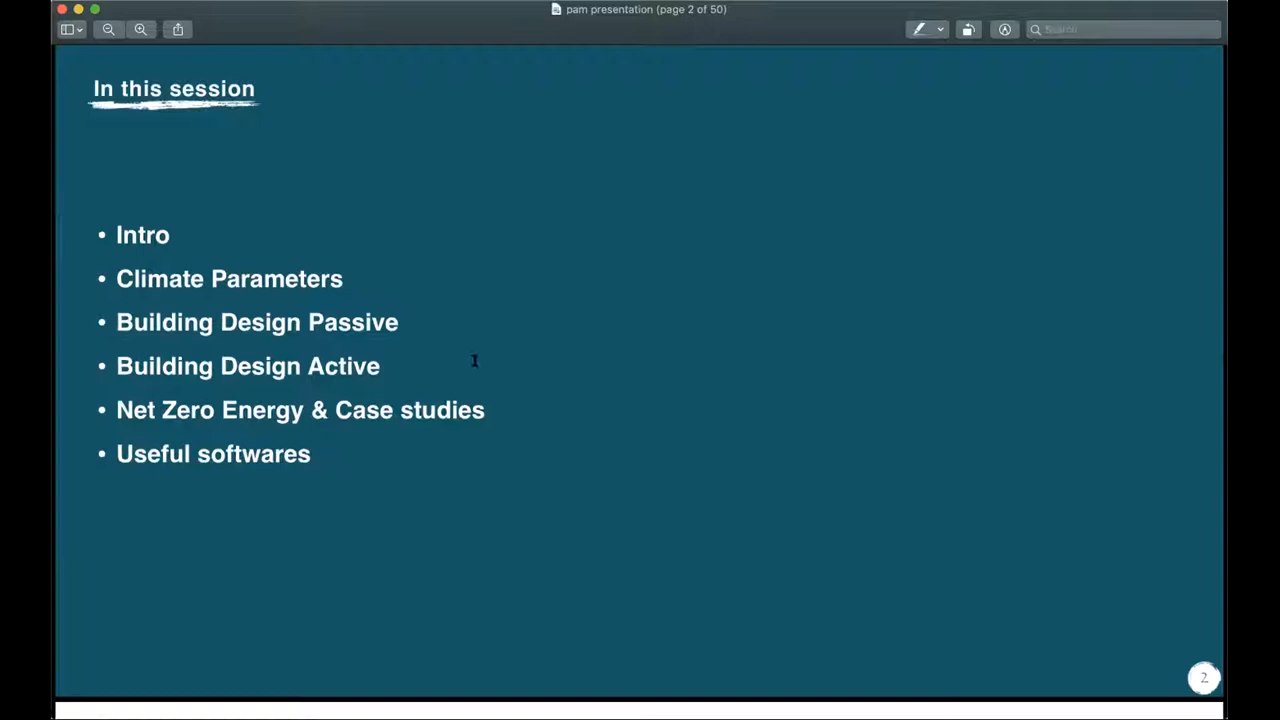 pam presentation (page 2 of 50)
Search
In this session
• Intro
• Climate Parameters
• Building Design Passive
• Building Design Active
• Net Zero Energy & Case studies
• Useful softwares
2